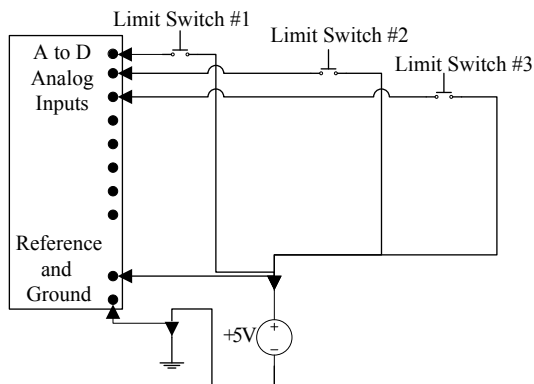 Limit Switch #1
Limit Switch #2
Limit Switch #3
A to D
Analog
Inputs
Reference
and
Ground
+5V
+
−